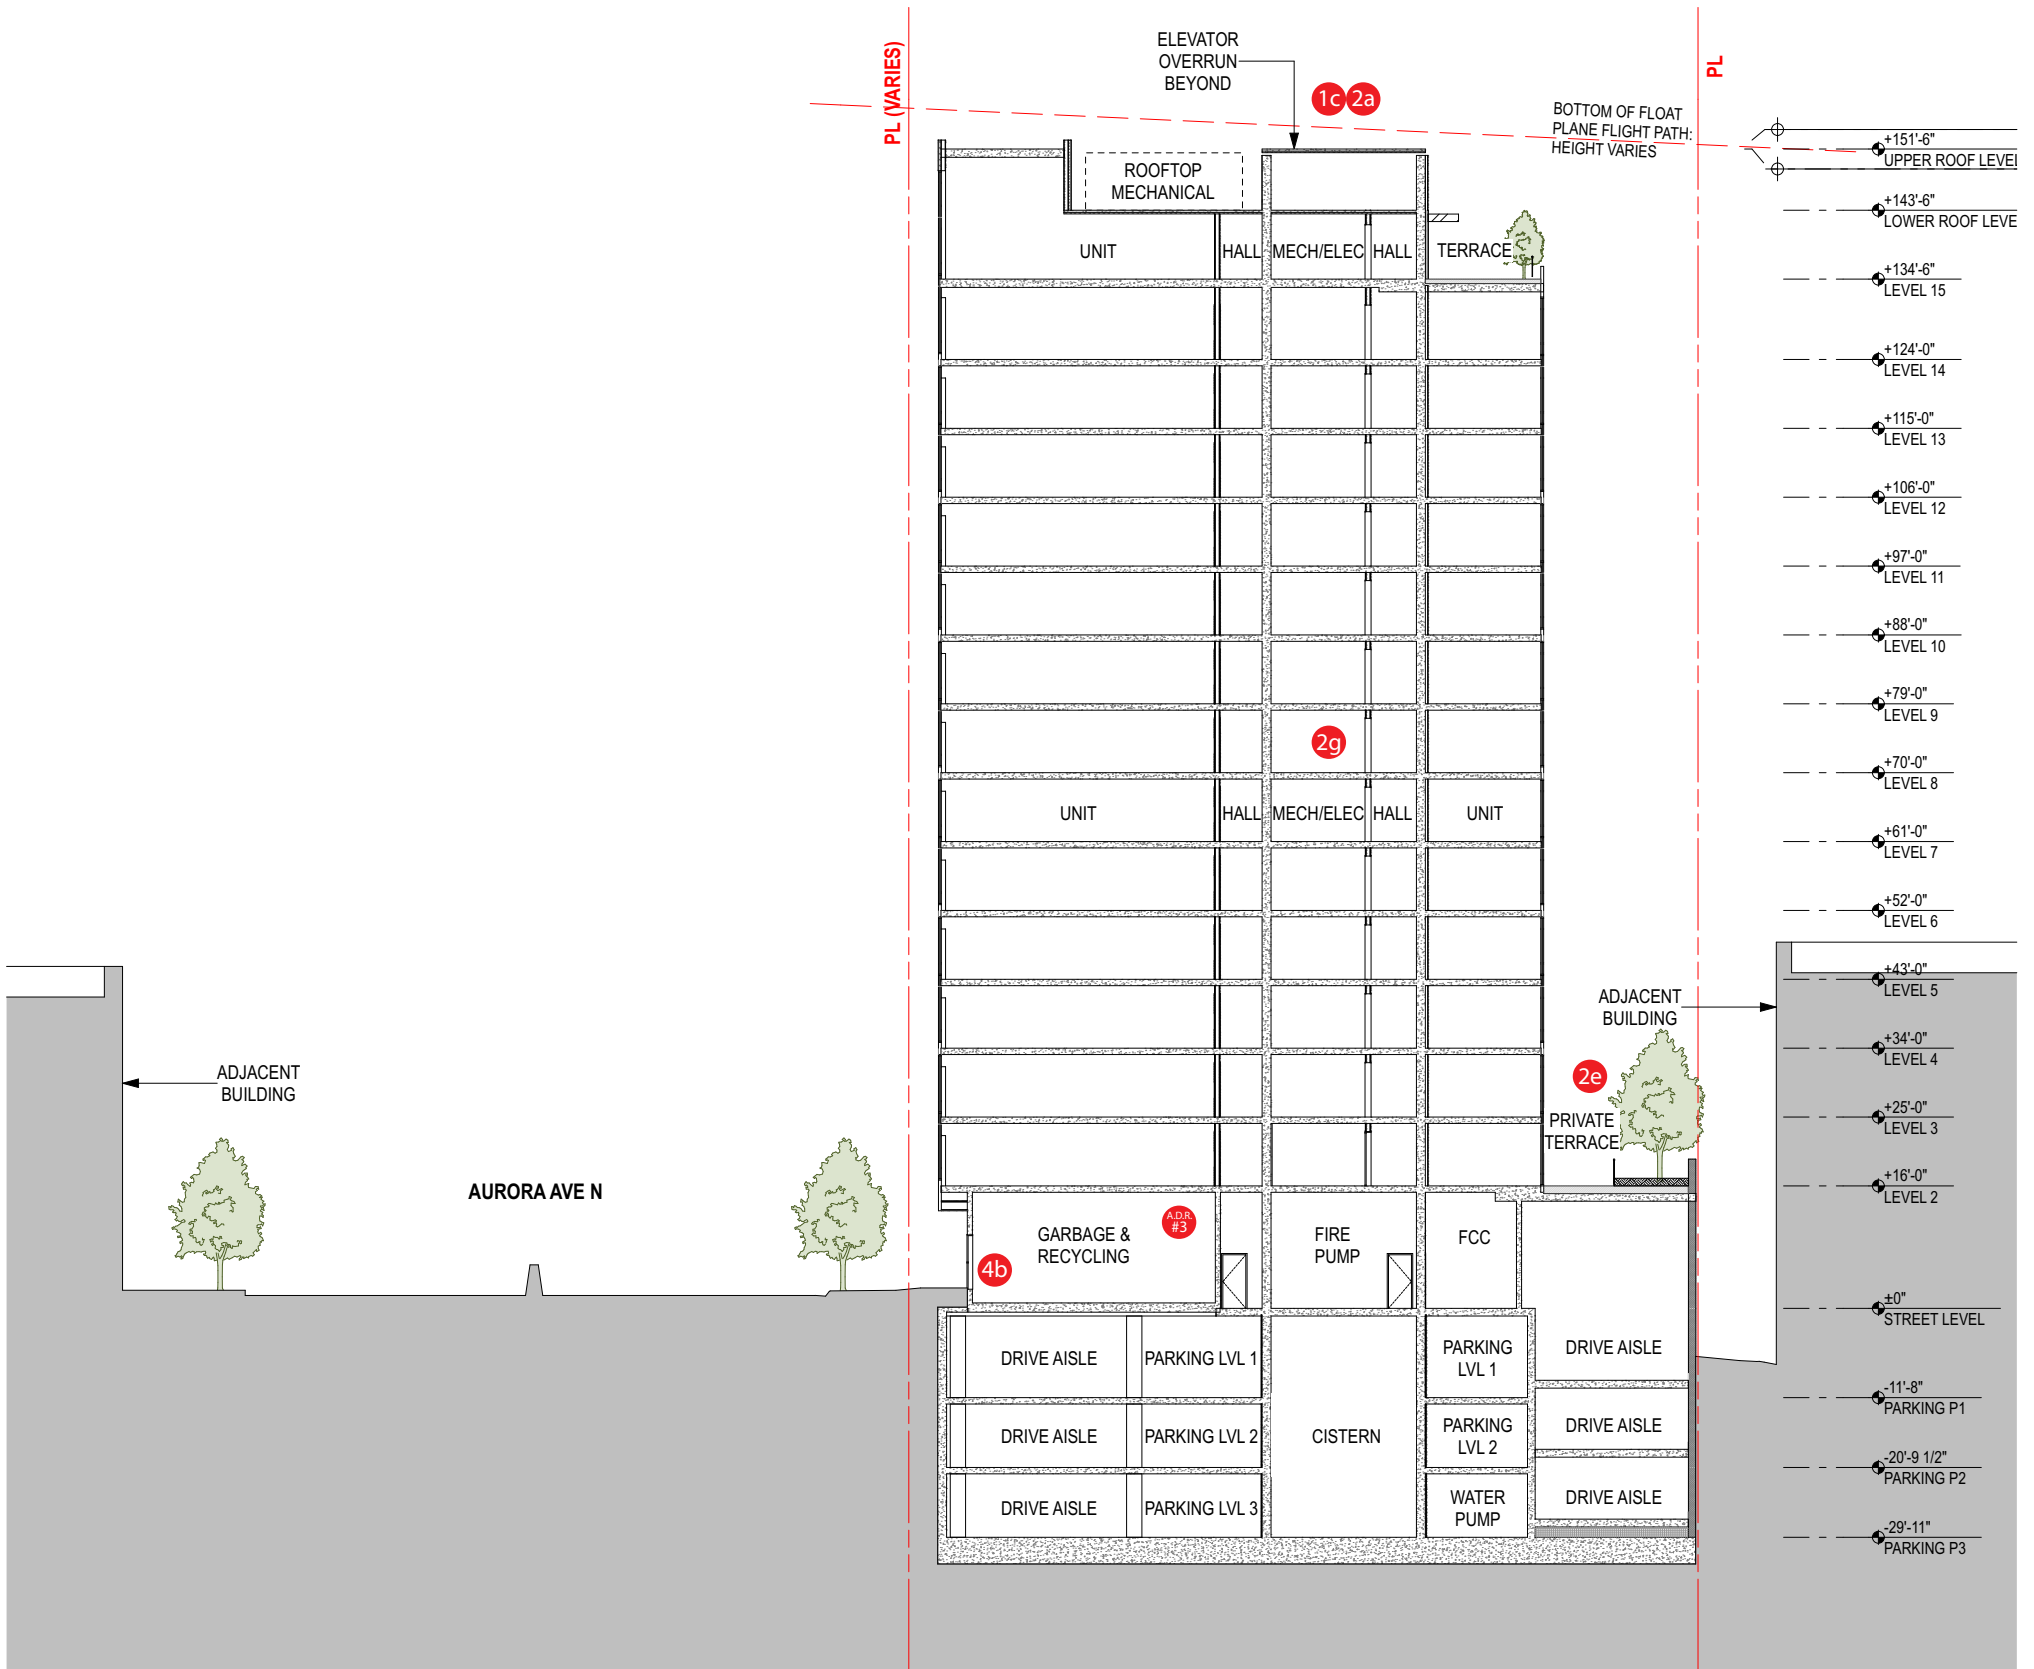 PL (VARIES)
ELEVATOR
OVERRUN
BEYOND
1c
2a
PL
BOTTOM OF FLOAT
PLANE FLIGHT PATH:
HEIGHT VARIES
+151'-6"
UPPER ROOF LEVEL
ROOFTOP
MECHANICAL
+143'-6"
LOWER ROOF LEVE
UNIT
HALL
MECH/ELEC
HALL
TERRACE
+134'-6"
LEVEL 15
+124'-0"
LEVEL 14
+115'-0"
LEVEL 13
+106'-0"
LEVEL 12
+97'-0"
LEVEL 11
+88'-0"
LEVEL 10
+79'-0"
LEVEL 9
2g
+70'-0"
LEVEL 8
UNIT
HALL
MECH/ELEC
HALL
UNIT
+61'-0"
LEVEL 7
+52'-0"
LEVEL 6
+43'-0"
LEVEL 5
ADJACENT
BUILDING
+34'-0"
LEVEL 4
ADJACENT
BUILDING
2e
+25'-0"
LEVEL 3
PRIVATE
TERRACE
+16'-0"
LEVEL 2
AURORA AVE N
GARBAGE &
RECYCLING
A.D.R.
#3
FIRE
PUMP
FCC
4b
±0"
STREET LEVEL
DRIVE AISLE
PARKING LVL 1
PARKING
LVL 1
DRIVE AISLE
-11'-8"
PARKING P1
DRIVE AISLE
PARKING LVL 2
CISTERN
PARKING
LVL 2
DRIVE AISLE
-20'-9 1/2"
PARKING P2
DRIVE AISLE
PARKING LVL 3
WATER
PUMP
DRIVE AISLE
-29'-11"
PARKING P3